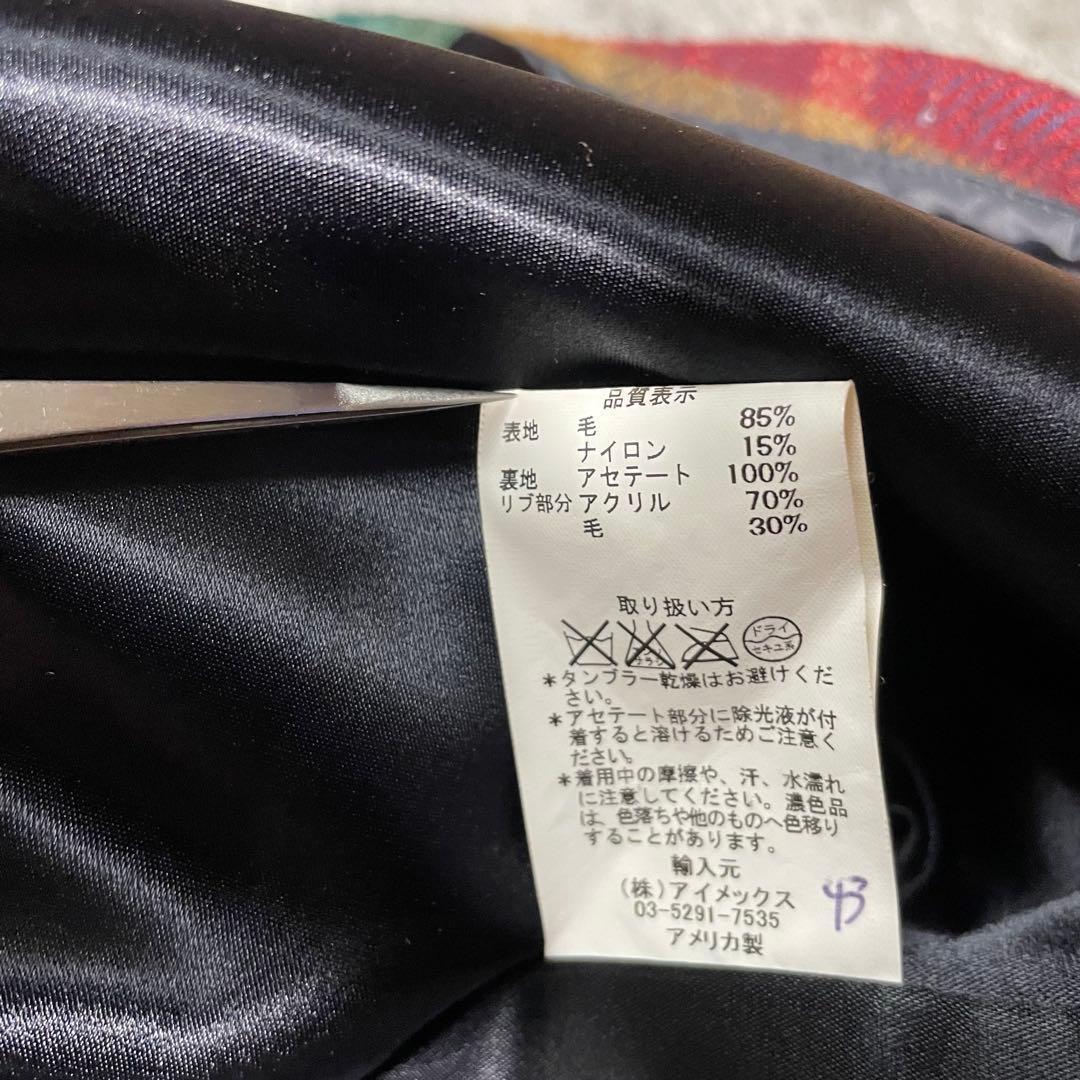 品質表示
表地 毛 85%
ナイロン 15%
裏地 アセテート 100%
リブ部分 アクリル 70%
毛 30%
取り扱い方
ドライ
セキユ系
*タンブラー乾燥はお避けくだ
さい。
*アセテート部分に除光液が付
着すると溶けるためご注意く
ださい。
*着用中の摩擦や、汗、水濡れ
に注意してください。濃色品
は、色落ちや他のものへ色移り
することがあります。
輸入元
(株)アイメックス
03-5291-7535
アメリカ製
43